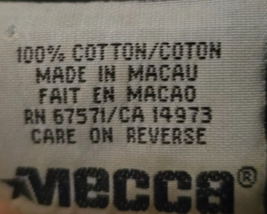 100% COTTON/COTON
MADE IN MACAU
FAIT EN MACAO
RN 67571/CA 14973
CARE ON REVERSE
mecca®